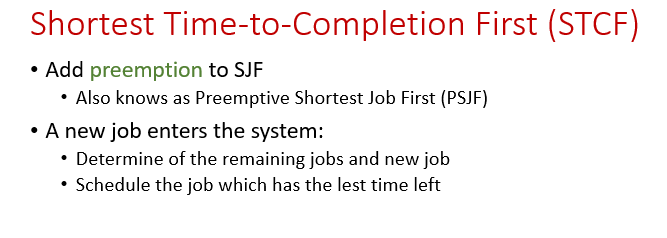 Shortest Time-to-Completion First (STCF)
• Add preemption to SJF
• Also knows as Preemptive Shortest Job First (PSJF)
• A new job enters the system:
• Determine of the remaining jobs and new job
• Schedule the job which has the lest time left